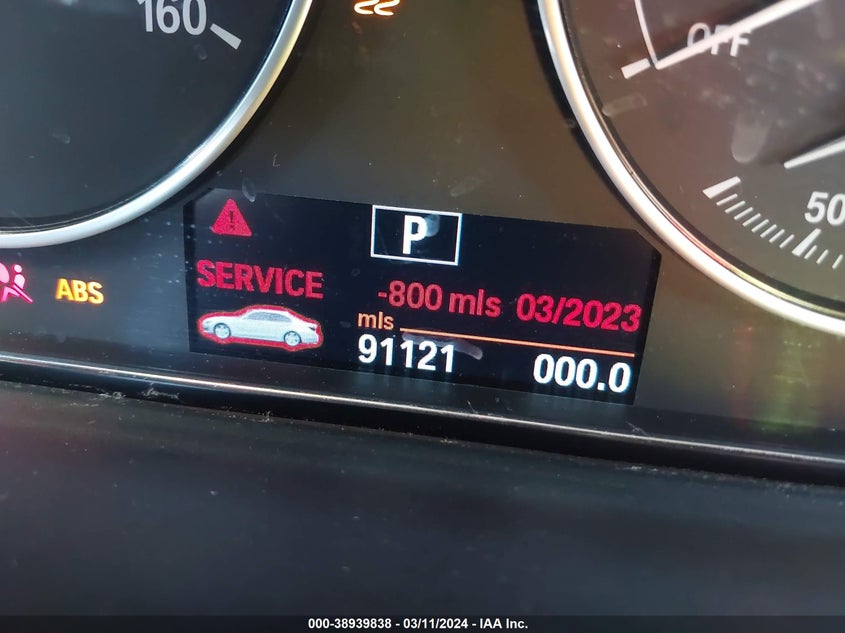 160
OFF
50
P
SERVICE
-800 mls 03/2023
ABS
mls
91121 000.0
000-38939838 - 03/11/2024 - IAA Inc.